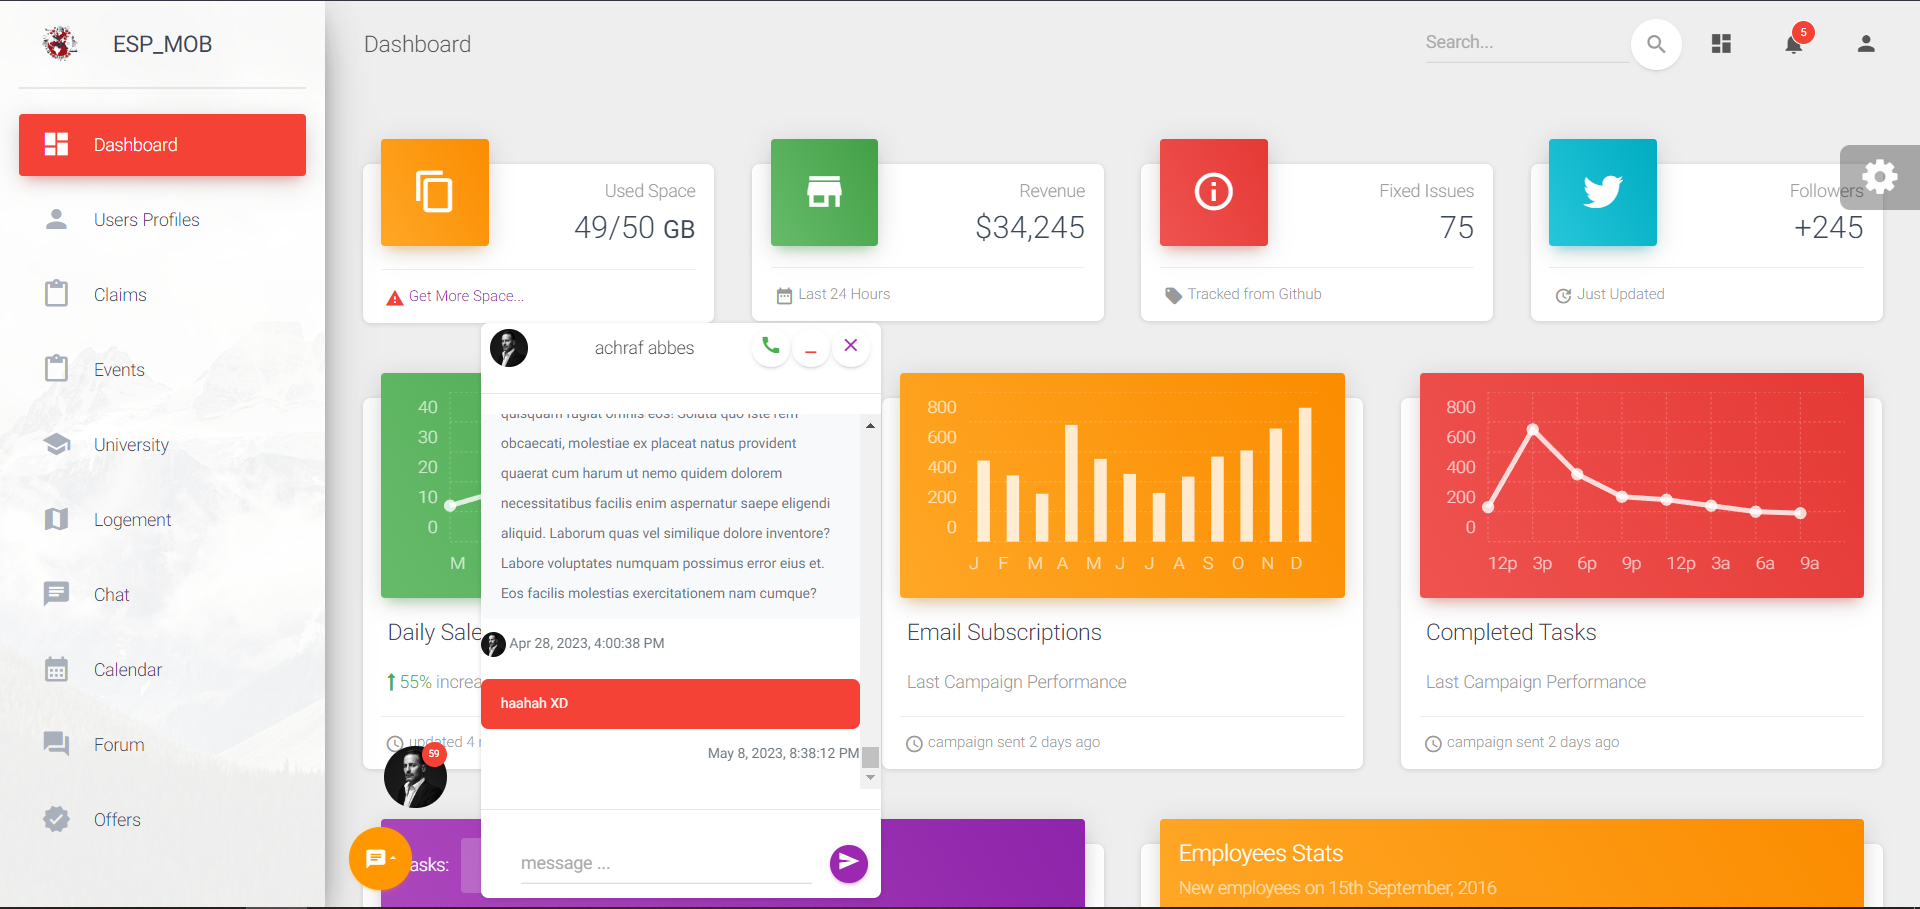 ESP_MOB
Dashboard
Users Profiles
Claims
Events
University
Logement
Chat
Calendar
Forum
Offers
Dashboard
Search...
5
Used Space
49/50 GB
Get More Space...
Revenue
$34,245
Last 24 Hours
Fixed Issues
75
Tracked from Github
Followers
+245
Just Updated
40
30
20
10
0
M
Daily Sale
55% increa
updated 4
59
asks:
achraf abbes
quisquam fugiat omnis eos! Soluta quo iste rem
obcaecati, molestiae ex placeat natus provident
quaerat cum harum ut nemo quidem dolorem
necessitatibus facilis enim aspernatur saepe eligendi
aliquid. Laborum quas vel similique dolore inventore?
Labore voluptates numquam possimus error eius et.
Eos facilis molestias exercitationem nam cumque?
Apr 28, 2023, 4:00:38 PM
haahah XD
May 8, 2023, 8:38:12 PM
message ...
800
600
400
200
0
J F M A M J J A S O N D
Email Subscriptions
Last Campaign Performance
campaign sent 2 days ago
800
600
400
200
0
12p 3p 6p 9p 12p 3a 6a 9a
Completed Tasks
Last Campaign Performance
campaign sent 2 days ago
Employees Stats
New employees on 15th September, 2016